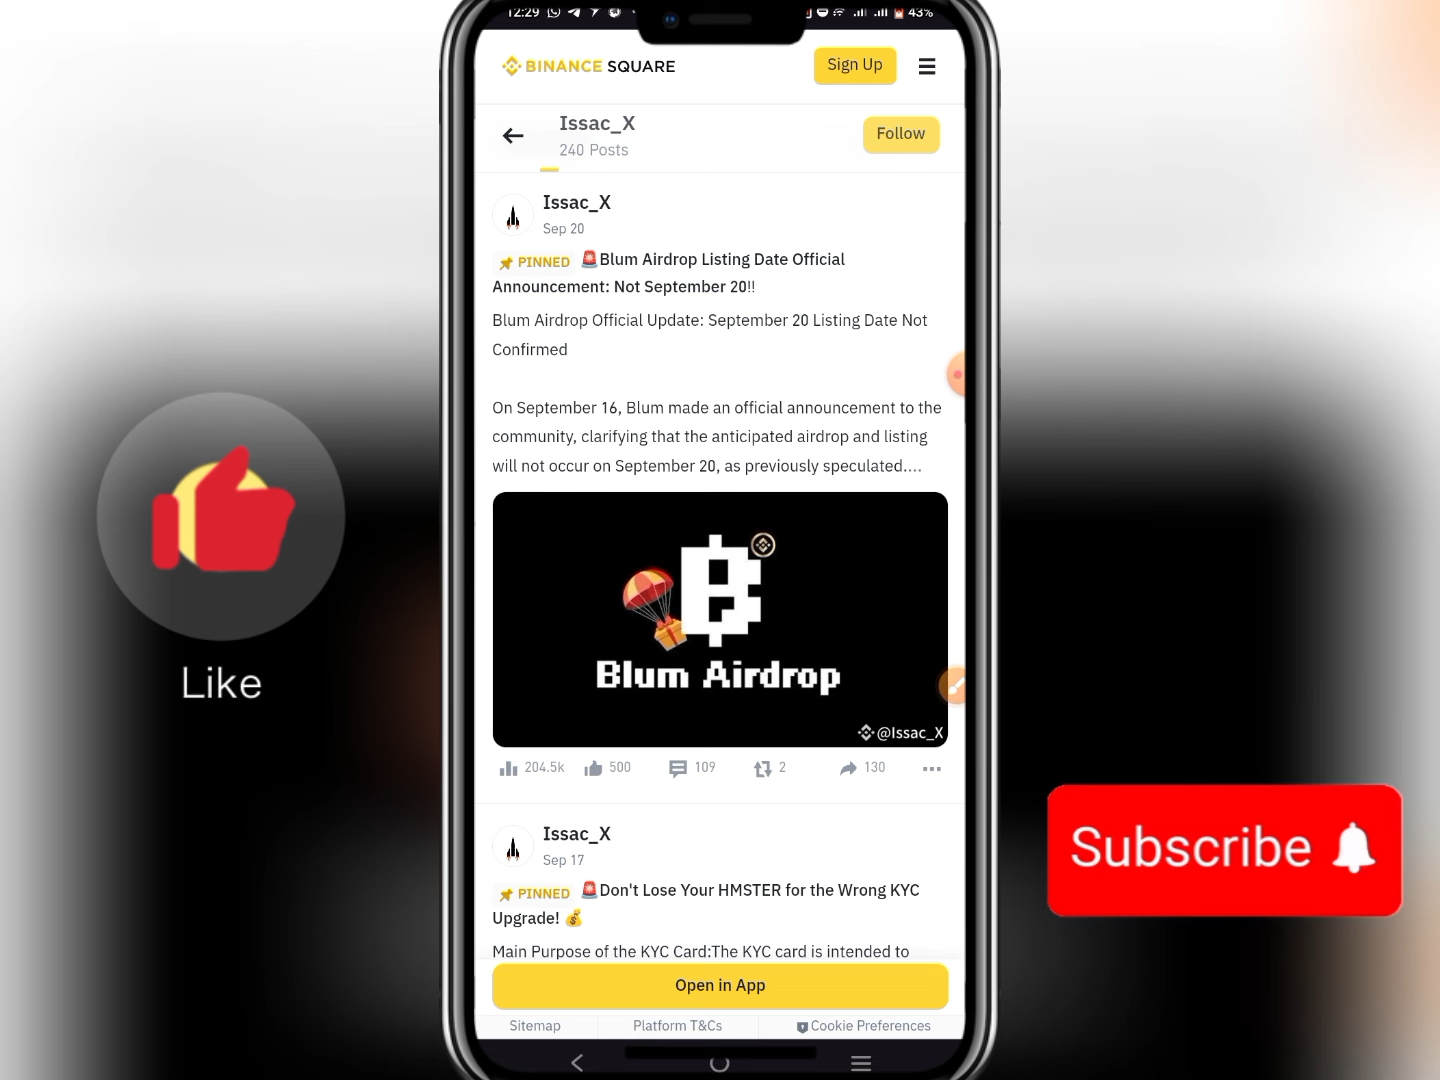 12:29
43%
BINANCE SQUARE
Sign Up
Issac_X
240 Posts
Follow
Issac_X
Sep 20
PINNED 🚨Blum Airdrop Listing Date Official
Announcement: Not September 20!!
Blum Airdrop Official Update: September 20 Listing Date Not
Confirmed
On September 16, Blum made an official announcement to the
community, clarifying that the anticipated airdrop and listing
will not occur on September 20, as previously speculated....
Blum Airdrop
@Issac_X
204.5k 500 109 2 130
Issac_X
Sep 17
PINNED 🚨Don't Lose Your HMSTER for the Wrong KYC
Upgrade! 💰
Main Purpose of the KYC Card:The KYC card is intended to
Open in App
Sitemap Platform T&Cs Cookie Preferences
Like
Subscribe